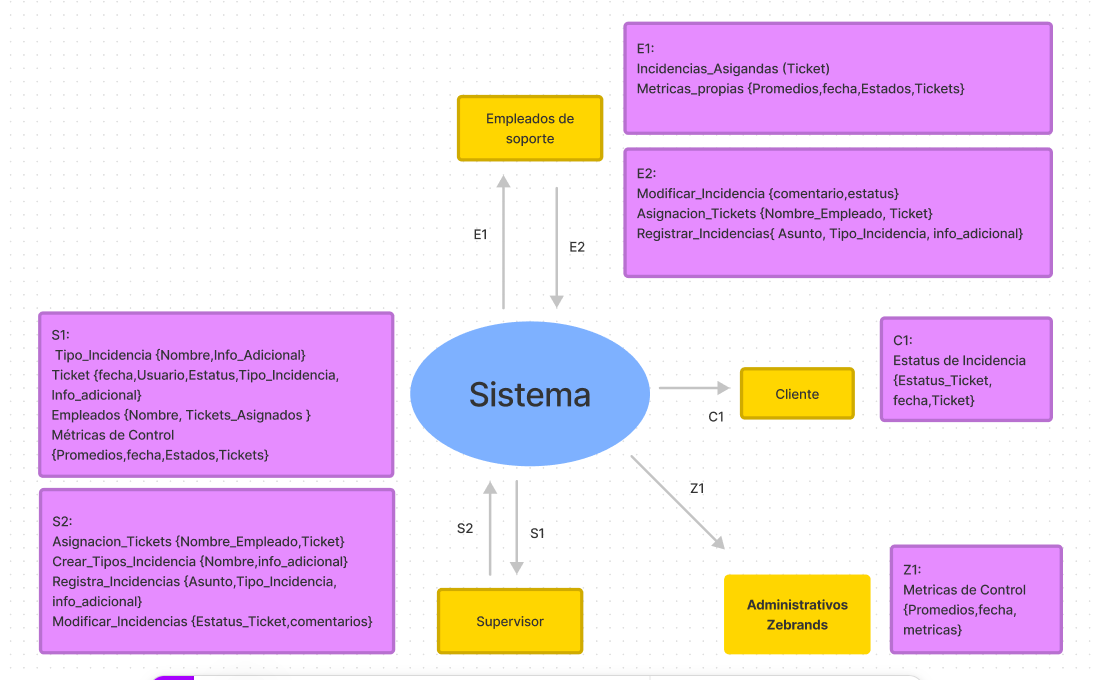 E1:
Incidencias_Asigandas (Ticket)
Metricas_propias {Promedios,fecha,Estados,Tickets}
Empleados de
soporte
E2:
Modificar_Incidencia {comentario,estatus}
Asignacion_Tickets {Nombre_Empleado, Ticket}
Registrar_Incidencias{ Asunto, Tipo_Incidencia, info_adicional}
E1
E2
S1:
Tipo_Incidencia {Nombre,Info_Adicional}
Ticket {fecha,Usuario,Estatus,Tipo_Incidencia,
Info_adicional}
Empleados {Nombre, Tickets_Asignados }
Métricas de Control
{Promedios,fecha,Estados,Tickets}
Sistema
C1
Cliente
C1:
Estatus de Incidencia
{Estatus_Ticket,
fecha,Ticket}
Z1
S2:
Asignacion_Tickets {Nombre_Empleado,Ticket}
Crear_Tipos_Incidencia {Nombre,info_adicional}
Registra_Incidencias {Asunto,Tipo_Incidencia,
info_adicional}
Modificar_Incidencias {Estatus_Ticket,comentarios}
S2
S1
Supervisor
Administrativos
Zebrands
Z1:
Metricas de Control
{Promedios,fecha,
metricas}